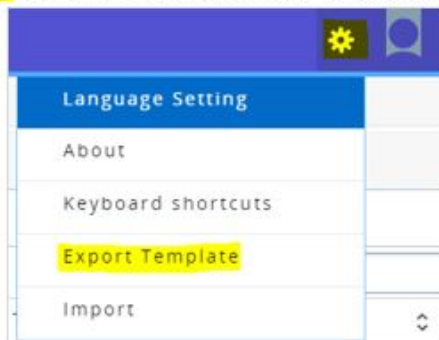 Language Setting
About
Keyboard shortcuts
Export Template
Import